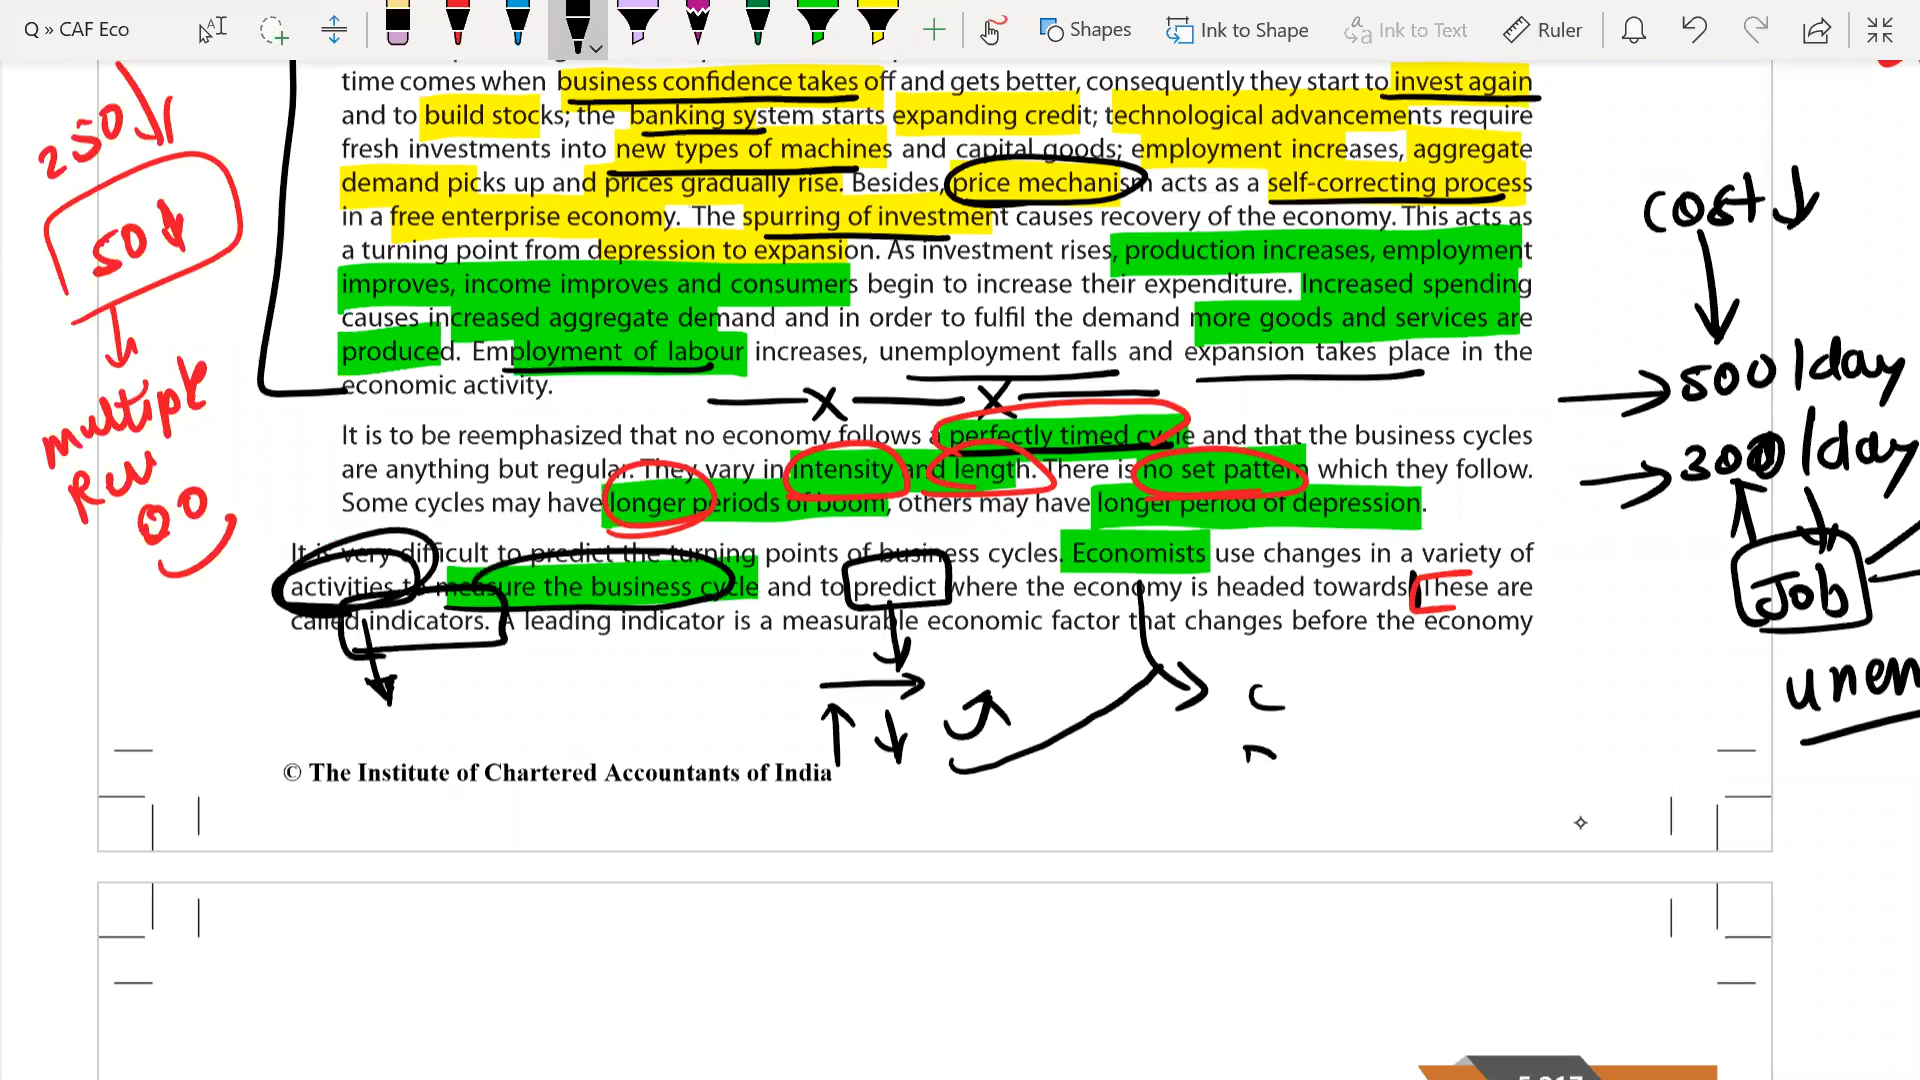 Q » CAF Eco
Shapes
Ink to Shape
Ink to Text
Ruler
time comes when business confidence takes off and gets better, consequently they start to invest again
and to build stocks; the banking system starts expanding credit; technological advancements require
fresh investments into new types of machines and capital goods; employment increases, aggregate
demand picks up and prices gradually rise. Besides, price mechanism acts as a self-correcting process
in a free enterprise economy. The spurring of investment causes recovery of the economy. This acts as
a turning point from depression to expansion. As investment rises, production increases, employment
improves, income improves and consumers begin to increase their expenditure. Increased spending
causes increased aggregate demand and in order to fulfil the demand more goods and services are
produced. Employment of labour increases, unemployment falls and expansion takes place in the
economic activity.
It is to be reemphasized that no economy follows a perfectly timed cycle and that the business cycles
are anything but regular. They vary in intensity and length. There is no set pattern which they follow.
Some cycles may have longer periods of boom, others may have longer period of depression.
It is very difficult to predict the turning points of business cycles. Economists use changes in a variety of
activities to measure the business cycle and to predict where the economy is headed towards. These are
called indicators. A leading indicator is a measurable economic factor that changes before the economy
© The Institute of Chartered Accountants of India
250
50
multiple
cost
500/day
300/day
Job
unem